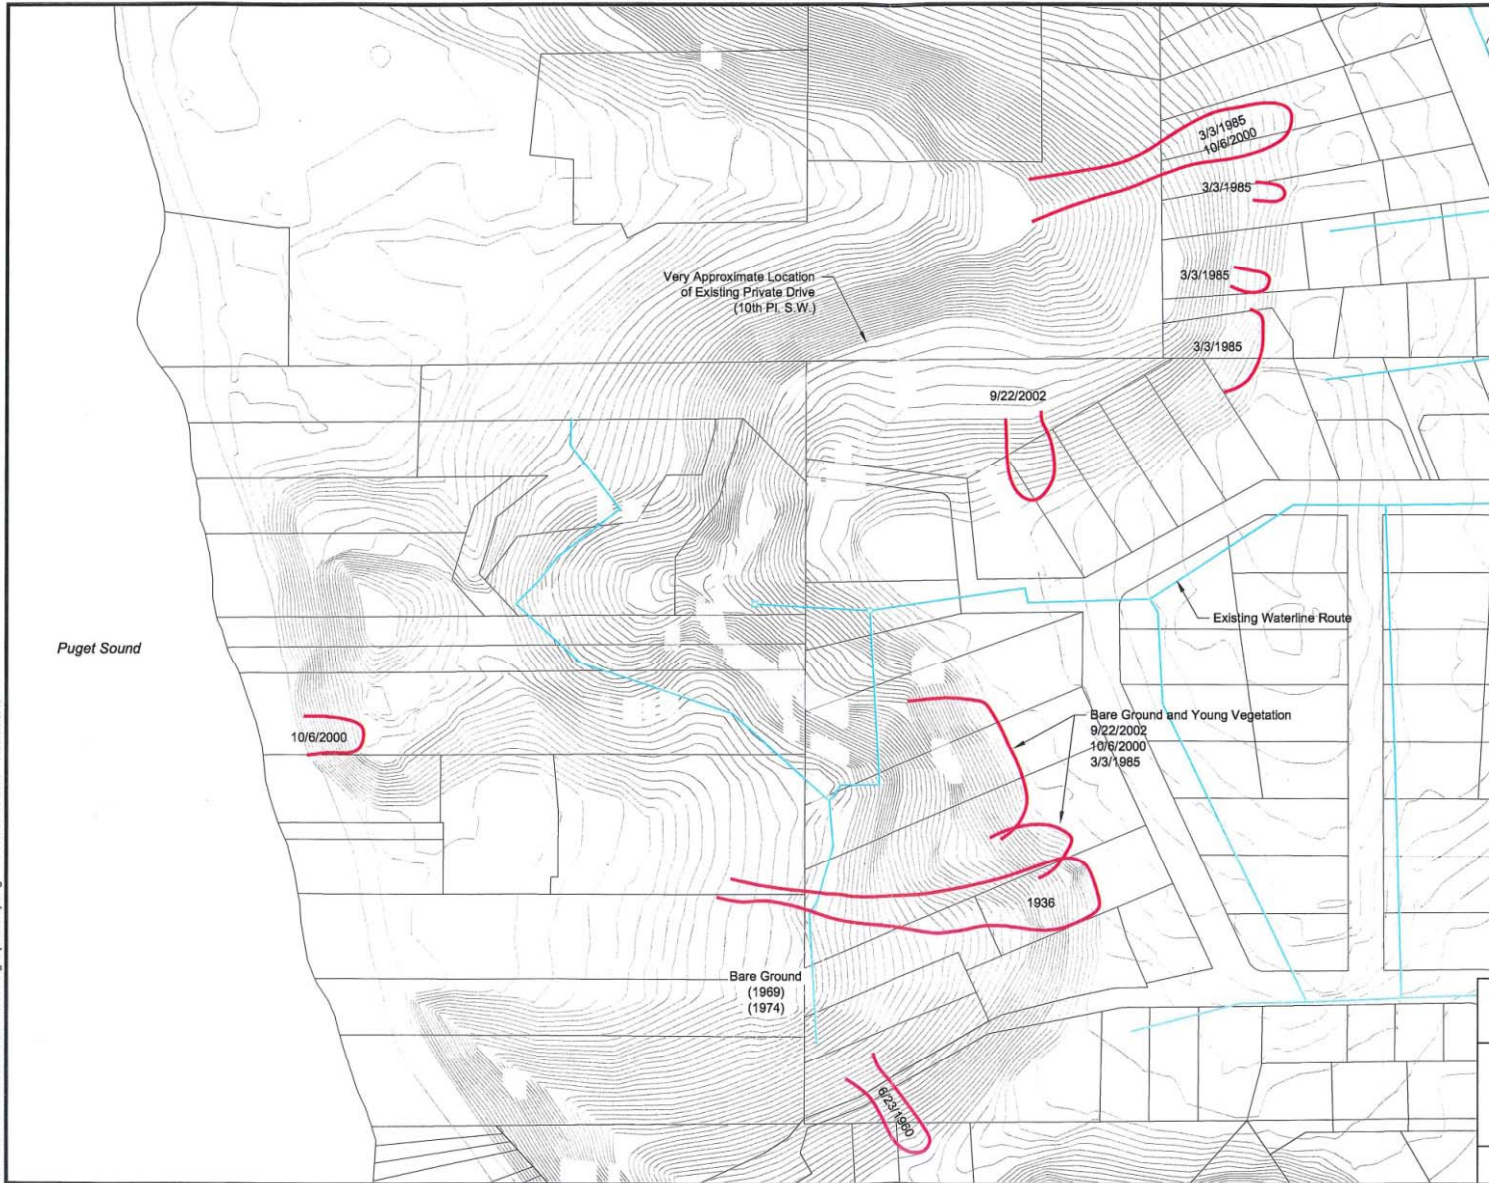 3/3/1985
10/6/2000
3/3/1985
3/3/1985
Very Approximate Location
of Existing Private Drive
(10th Pl. S.W.)
3/3/1985
9/22/2002
Existing Waterline Route
Puget Sound
Bare Ground and Young Vegetation
9/22/2002
10/6/2000
3/3/1985
10/6/2000
1936
Bare Ground
(1969)
(1974)
6/23/1960